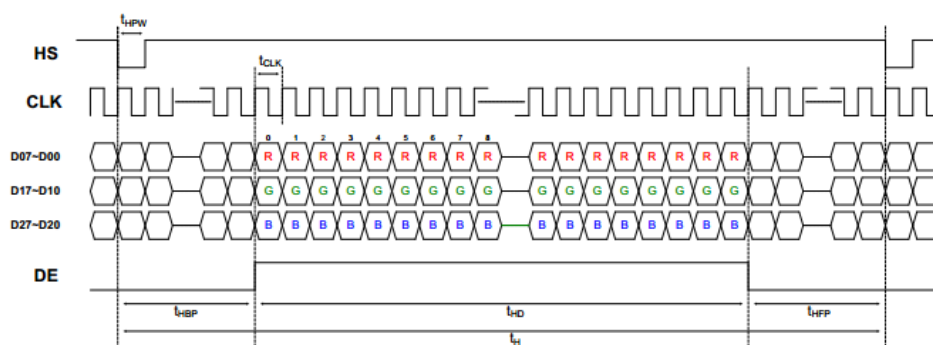 tHPW
HS
tCLK
CLK
0 1 2 3 4 5 6 7 8
D07~D00 R R R R R R R R R R R R R R R R R
D17~D10 G G G G G G G G G G G G G G G G G
D27~D20 B B B B B B B B B B B B B B B B B
DE
tHBP tHD tHFP
tH